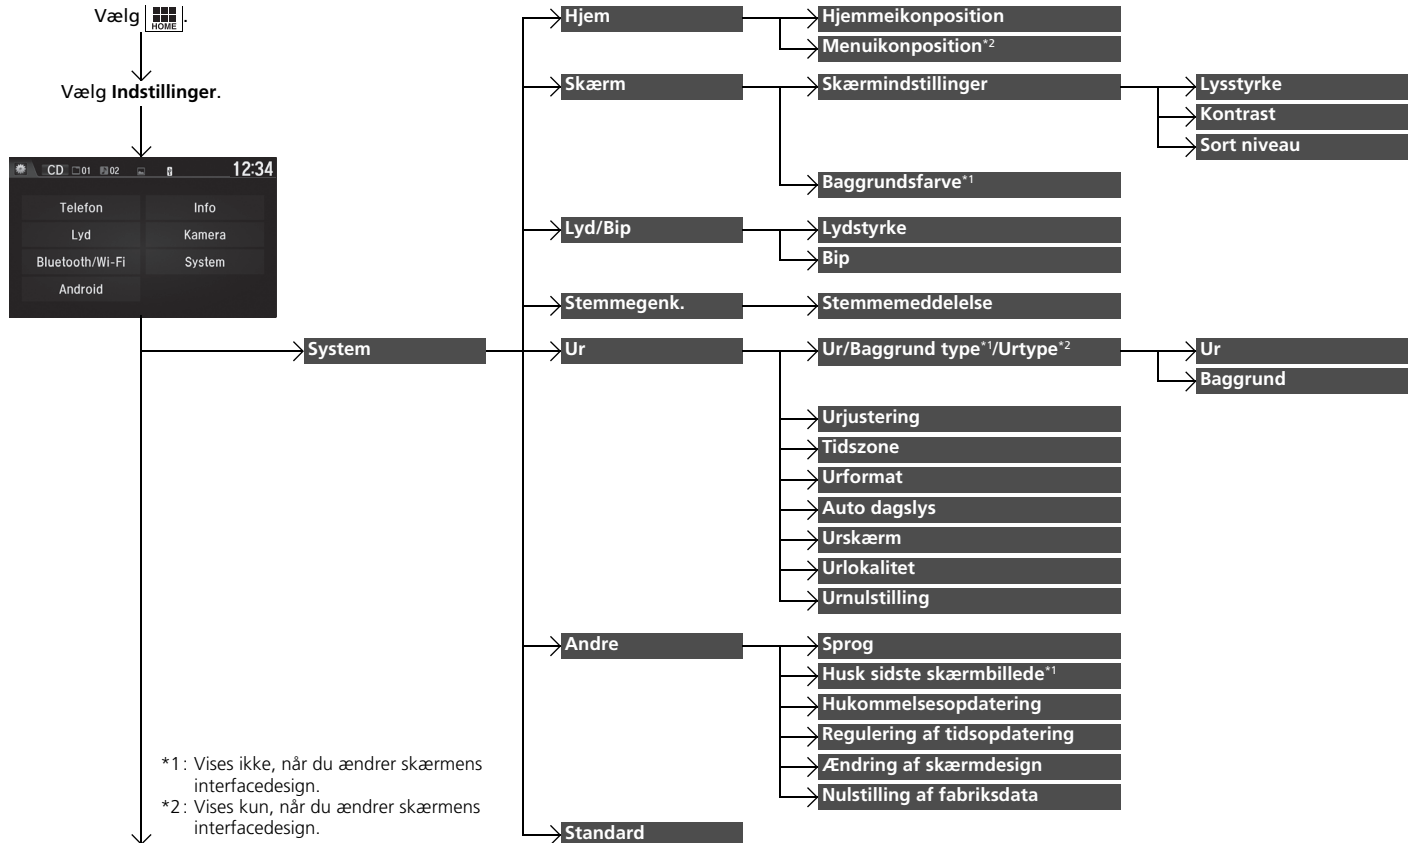 Vælg HOME.
Vælg Indstillinger.
CD 01 02 12:34
Telefon Info
Lyd Kamera
Bluetooth/Wi-Fi System
Android
System
Hjem
Hjemmeikonposition
Menuikonposition*2
Skærm
Skærmindstillinger
Lysstyrke
Kontrast
Sort niveau
Baggrundsfarve*1
Lyd/Bip
Lydstyrke
Bip
Stemmegenk.
Stemmemeddelelse
Ur
Ur/Baggrund type*1/Urtype*2
Ur
Baggrund
Urjustering
Tidszone
Urformat
Auto dagslys
Urskærm
Urlokalitet
Urnulstilling
Andre
Sprog
Husk sidste skærmbillede*1
Hukommelsesopdatering
Regulering af tidsopdatering
Ændring af skærmdesign
Nulstilling af fabriksdata
Standard
*1: Vises ikke, når du ændrer skærmens
interfacedesign.
*2: Vises kun, når du ændrer skærmens
interfacedesign.